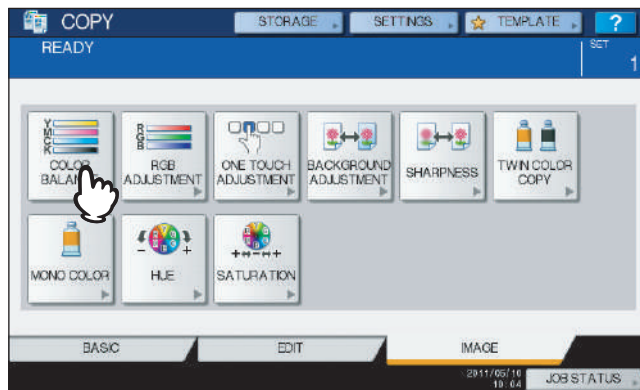 COPY
STORAGE
SETTINGS
TEMPLATE
?
READY
SET
1
Y
M
C
K
COLOR
BALAN
R
G
B
RGB
ADJUSTMENT
ONE TOUCH
ADJUSTMENT
BACKGROUND
ADJUSTMENT
SHARPNESS
TWIN COLOR
COPY
MONO COLOR
- +
HUE
++-++
SATURATION
BASIC
EDIT
IMAGE
2011/05/10
10:04
JOB STATUS